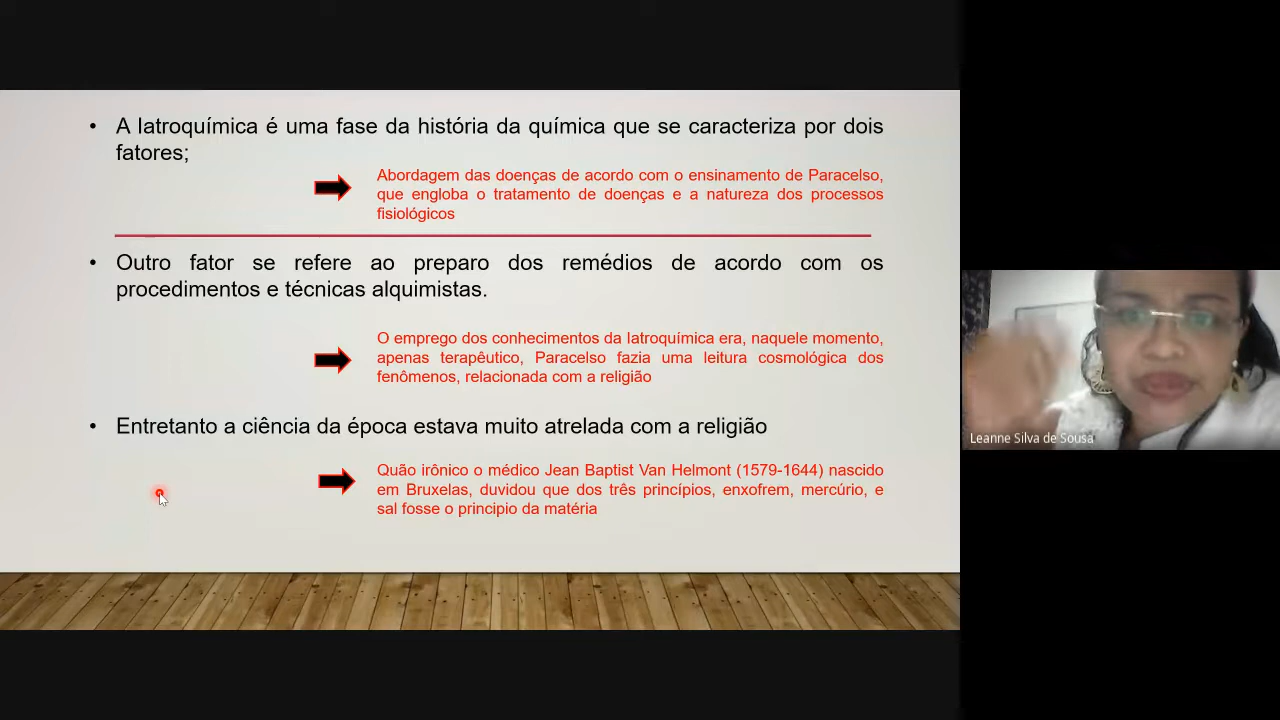 • A Iatroquímica é uma fase da história da química que se caracteriza por dois
fatores;
Abordagem das doenças de acordo com o ensinamento de Paracelso,
que engloba o tratamento de doenças e a natureza dos processos
fisiológicos
• Outro fator se refere ao preparo dos remédios de acordo com os
procedimentos e técnicas alquimistas.
O emprego dos conhecimentos da Iatroquímica era, naquele momento,
apenas terapêutico, Paracelso fazia uma leitura cosmológica dos
fenômenos, relacionada com a religião
• Entretanto a ciência da época estava muito atrelada com a religião
Quão irônico o médico Jean Baptist Van Helmont (1579-1644) nascido
em Bruxelas, duvidou que dos três princípios, enxofrem, mercúrio, e
sal fosse o principio da matéria
Leanne Silva de Sousa